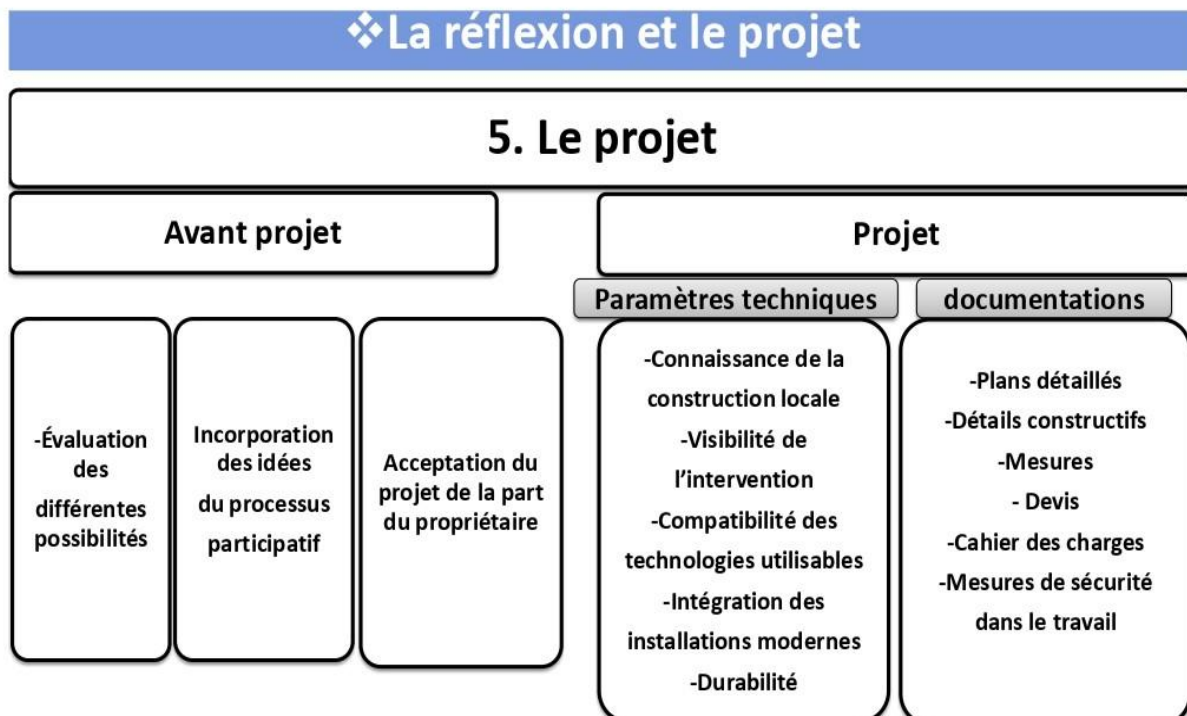 ❖La réflexion et le projet
5. Le projet
Avant projet
Projet
Paramètres techniques
documentations
-Évaluation
des
différentes
possibilités
Incorporation
des idées
du processus
participatif
Acceptation du
projet de la part
du propriétaire
-Connaissance de la
construction locale
-Visibilité de
l'intervention
-Compatibilité des
technologies utilisables
-Intégration des
installations modernes
-Durabilité
-Plans détaillés
-Détails constructifs
-Mesures
- Devis
-Cahier des charges
-Mesures de sécurité
dans le travail